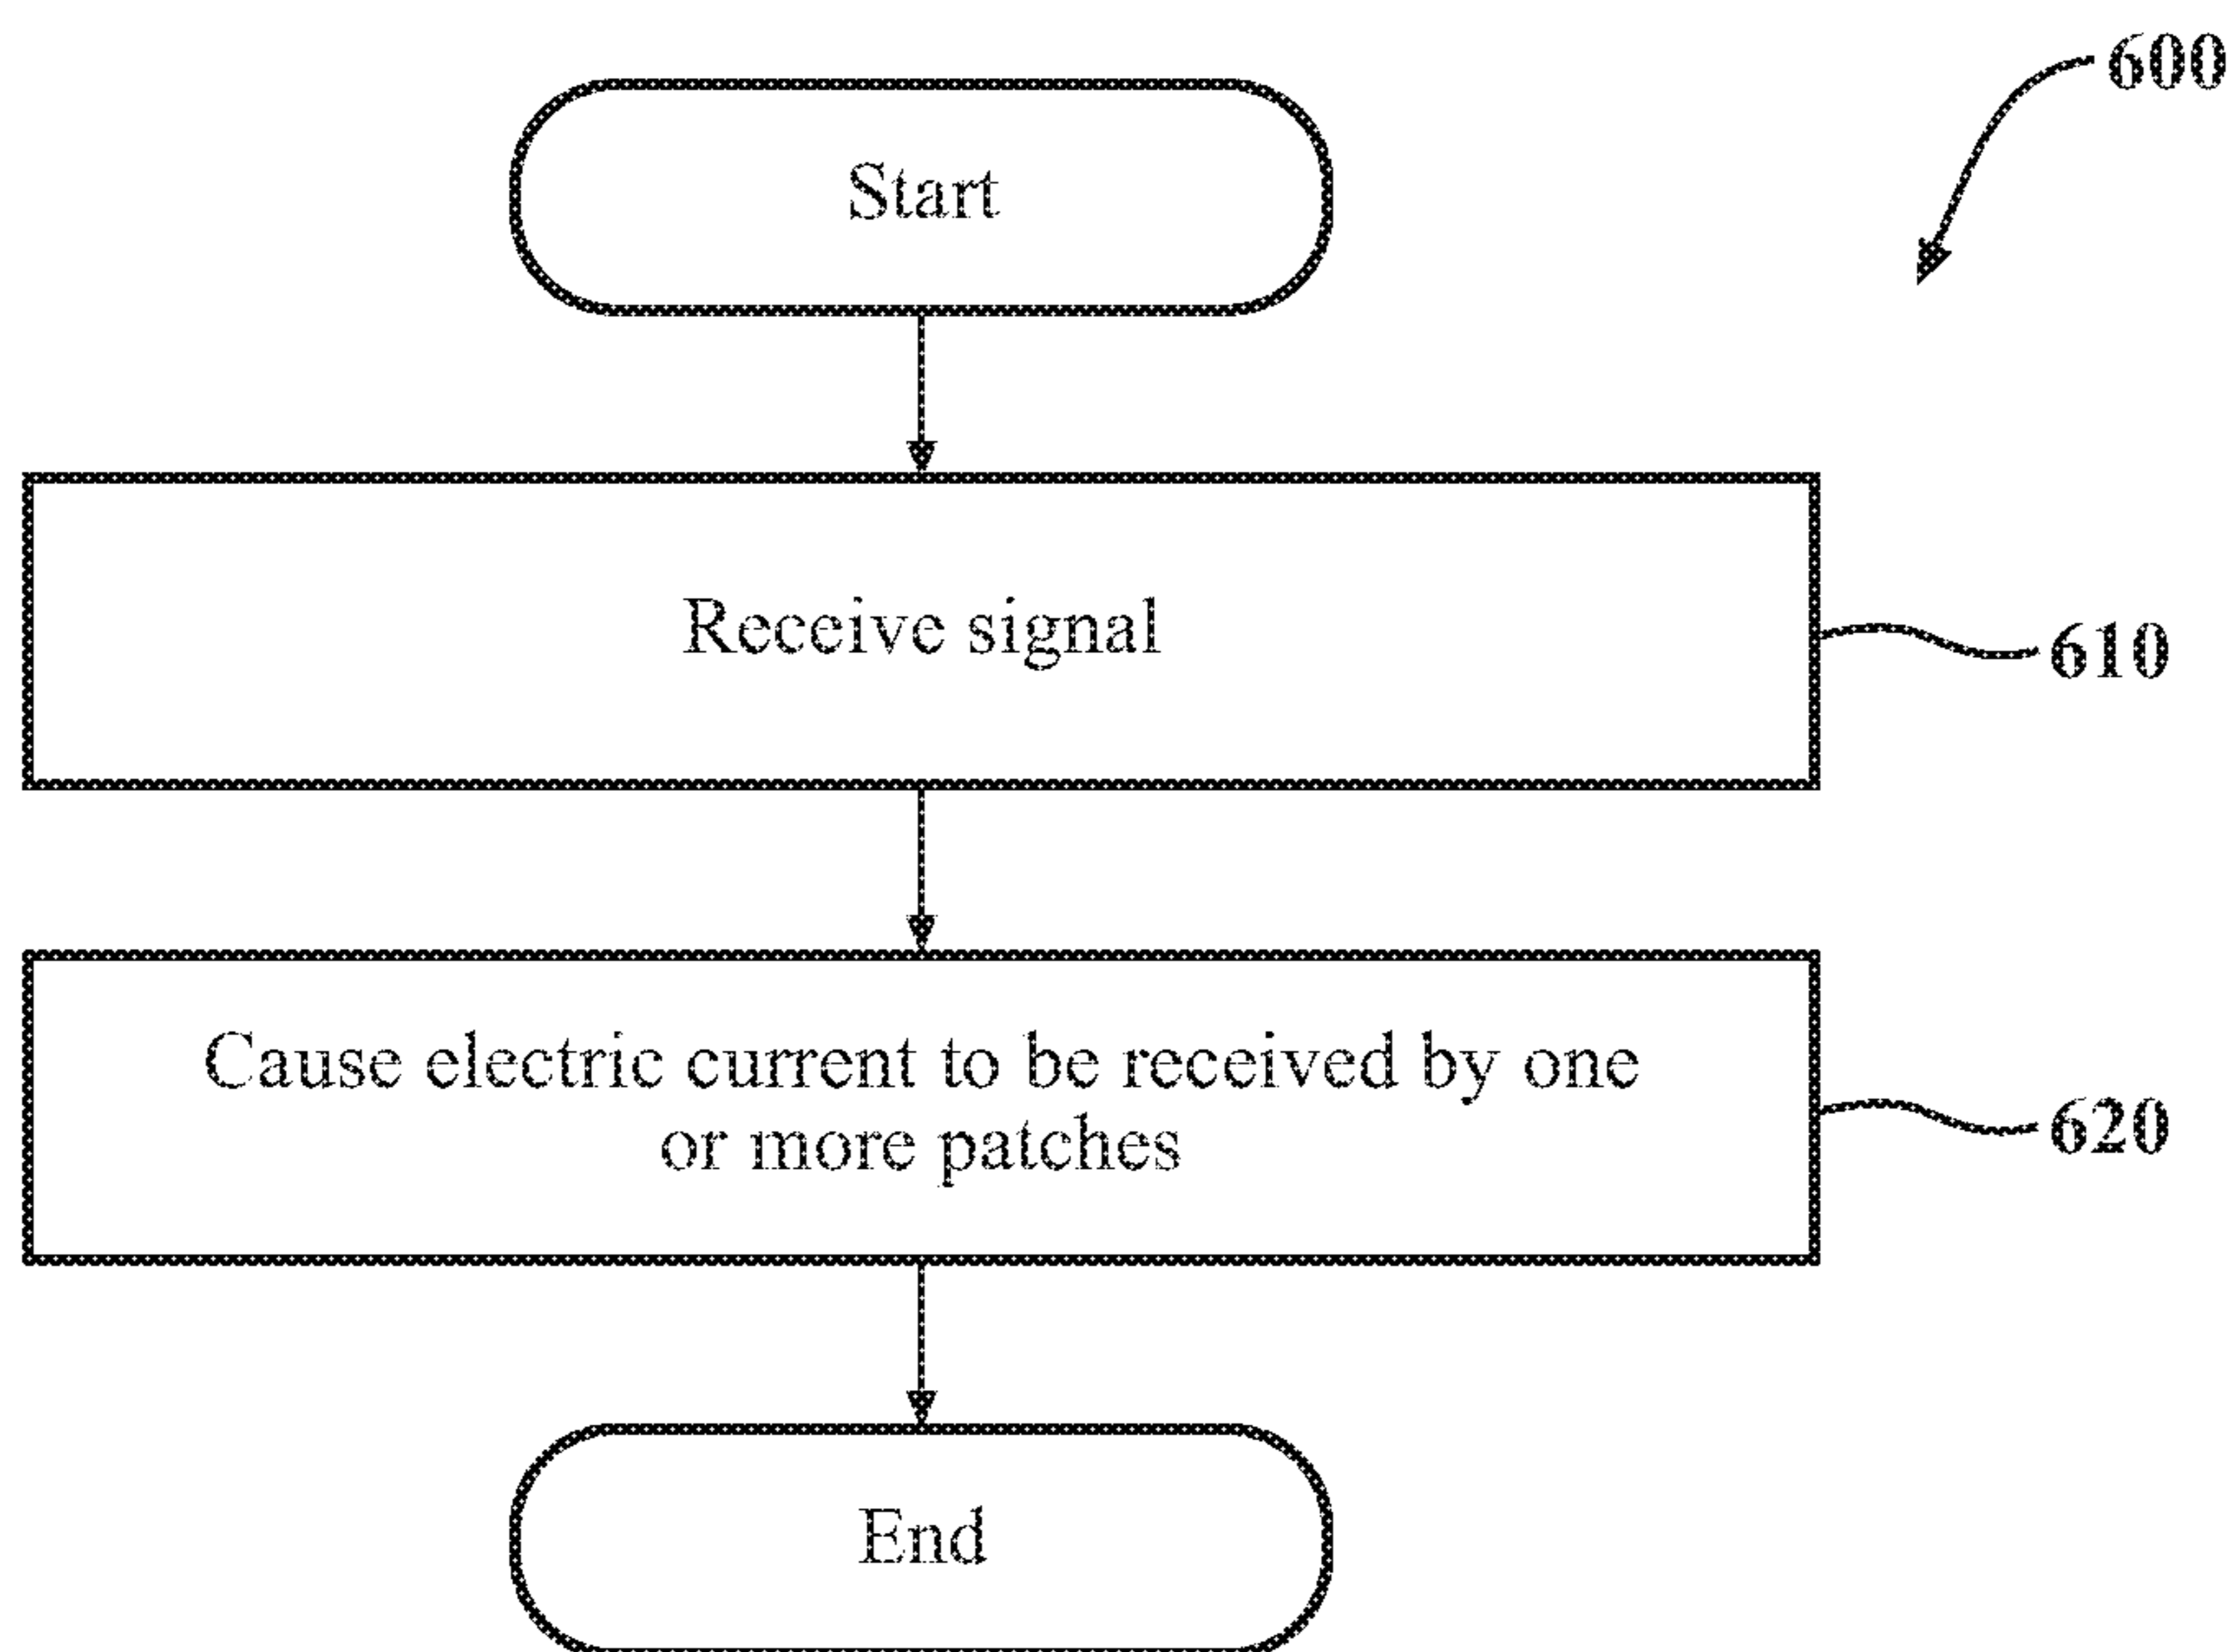 600
Start
Receive signal
610
Cause electric current to be received by one
or more patches
620
End